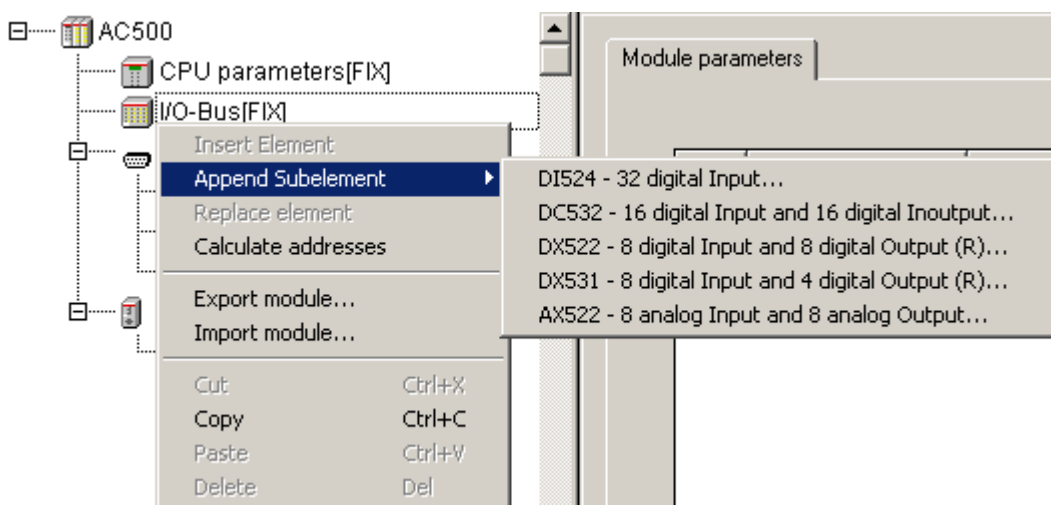 AC500
CPU parameters[FIX]
I/O-Bus[FIX]
Insert Element
Append Subelement
Replace element
Calculate addresses
Export module...
Import module...
Cut Ctrl+X
Copy Ctrl+C
Paste Ctrl+V
Delete Del
Module parameters
DI524 - 32 digital Input...
DC532 - 16 digital Input and 16 digital Inoutput...
DX522 - 8 digital Input and 8 digital Output (R)...
DX531 - 8 digital Input and 4 digital Output (R)...
AX522 - 8 analog Input and 8 analog Output...